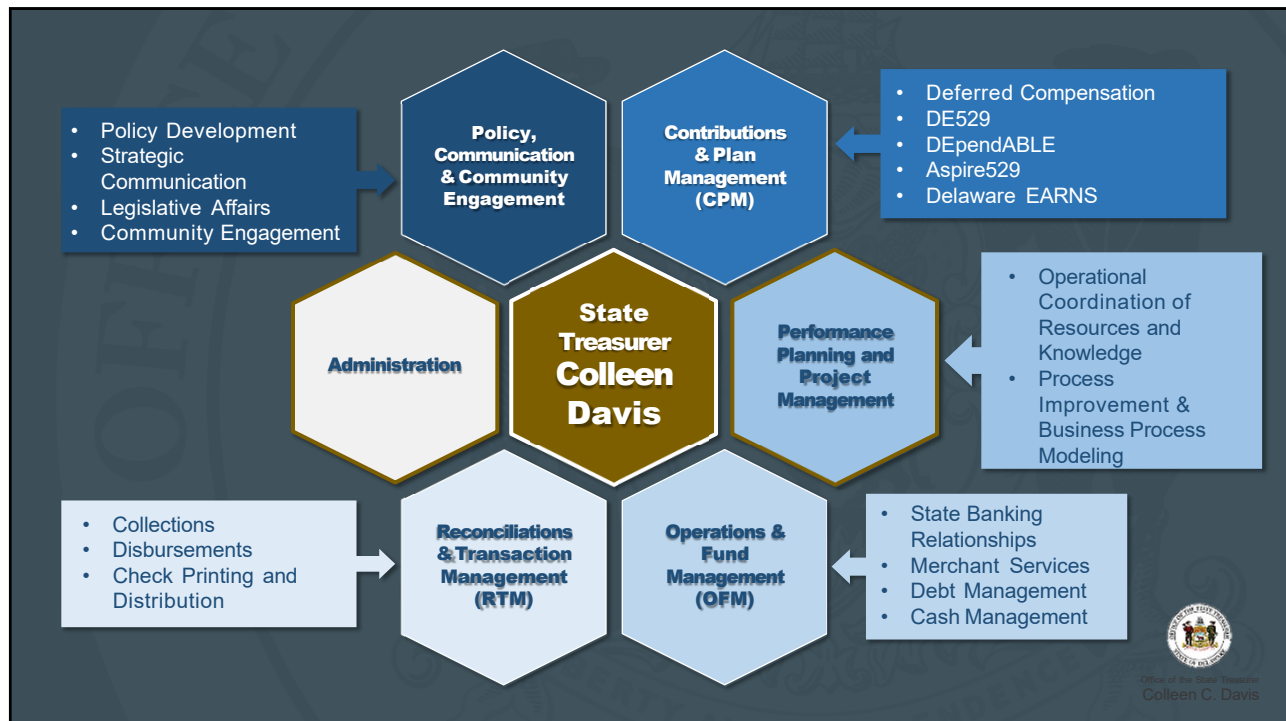 • Policy Development
• Strategic
Communication
• Legislative Affairs
• Community Engagement
Policy,
Communication
& Community
Engagement
Contributions
& Plan
Management
(CPM)
• Deferred Compensation
• DE529
• DEpendABLE
• Aspire529
• Delaware EARNS
Administration
State
Treasurer
Colleen
Davis
Performance
Planning and
Project
Management
• Operational
Coordination of
Resources and
Knowledge
• Process
Improvement &
Business Process
Modeling
• Collections
• Disbursements
• Check Printing and
Distribution
Reconciliations
& Transaction
Management
(RTM)
Operations &
Fund
Management
(OFM)
• State Banking
Relationships
• Merchant Services
• Debt Management
• Cash Management
Office of the State Treasurer
Colleen C. Davis